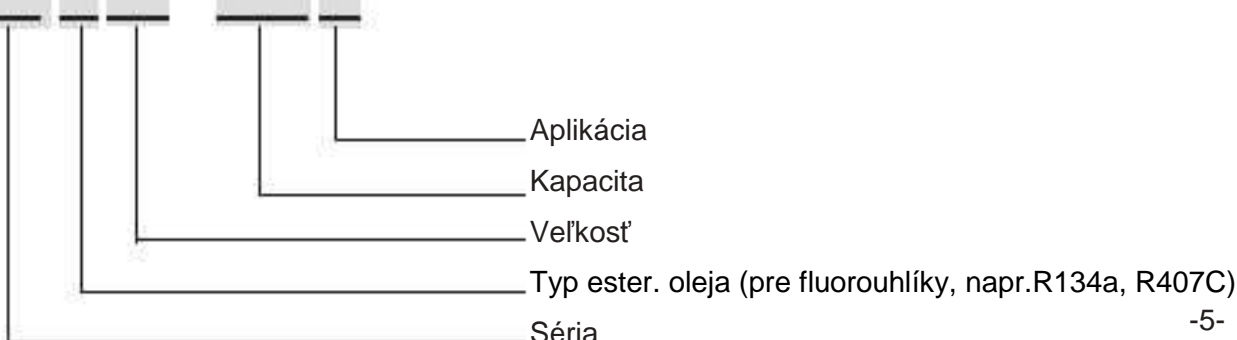 Aplikácia
Kapacita
Veľkosť
Typ ester. oleja (pre fluorouhlíky, napr.R134a, R407C)
-5-
Séria